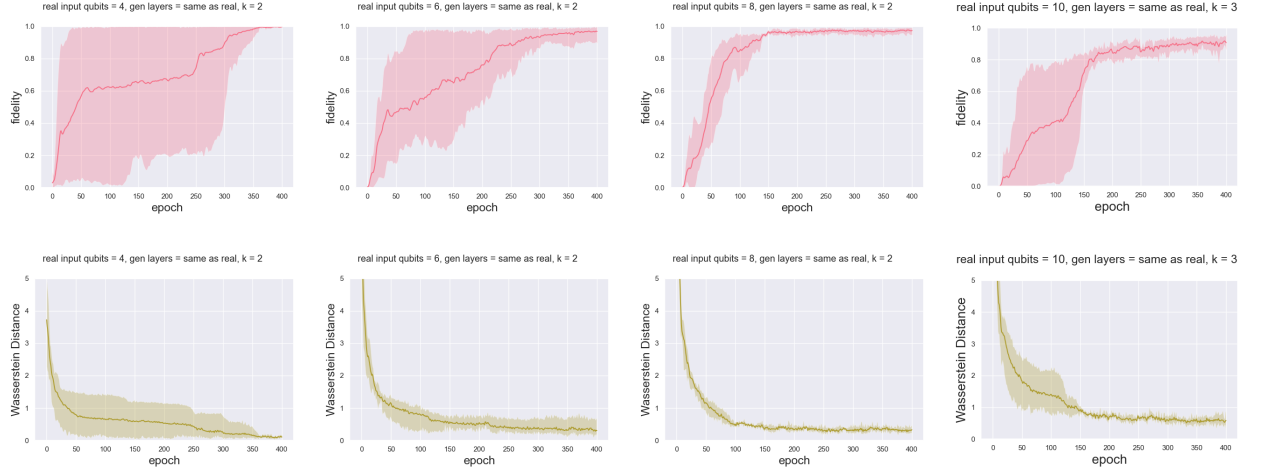 real input qubits = 4, gen layers = same as real, k = 2
1.0
0.8
0.6
0.4
0.2
0.0
fidelity
0 50 100 150 200 250 300 350 400
epoch
real input qubits = 6, gen layers = same as real, k = 2
1.0
0.8
0.6
0.4
0.2
0.0
fidelity
0 50 100 150 200 250 300 350 400
epoch
real input qubits = 8, gen layers = same as real, k = 2
1.0
0.8
0.6
0.4
0.2
0.0
fidelity
0 50 100 150 200 250 300 350 400
epoch
real input qubits = 10, gen layers = same as real, k = 3
1.0
0.8
0.6
0.4
0.2
0.0
fidelity
0 50 100 150 200 250 300 350 400
epoch
real input qubits = 4, gen layers = same as real, k = 2
5
4
3
2
1
0
Wasserstein Distance
0 50 100 150 200 250 300 350 400
epoch
real input qubits = 6, gen layers = same as real, k = 2
5
4
3
2
1
0
Wasserstein Distance
0 50 100 150 200 250 300 350 400
epoch
real input qubits = 8, gen layers = same as real, k = 2
5
4
3
2
1
0
Wasserstein Distance
0 50 100 150 200 250 300 350 400
epoch
real input qubits = 10, gen layers = same as real, k = 3
5
4
3
2
1
0
Wasserstein Distance
0 50 100 150 200 250 300 350 400
epoch